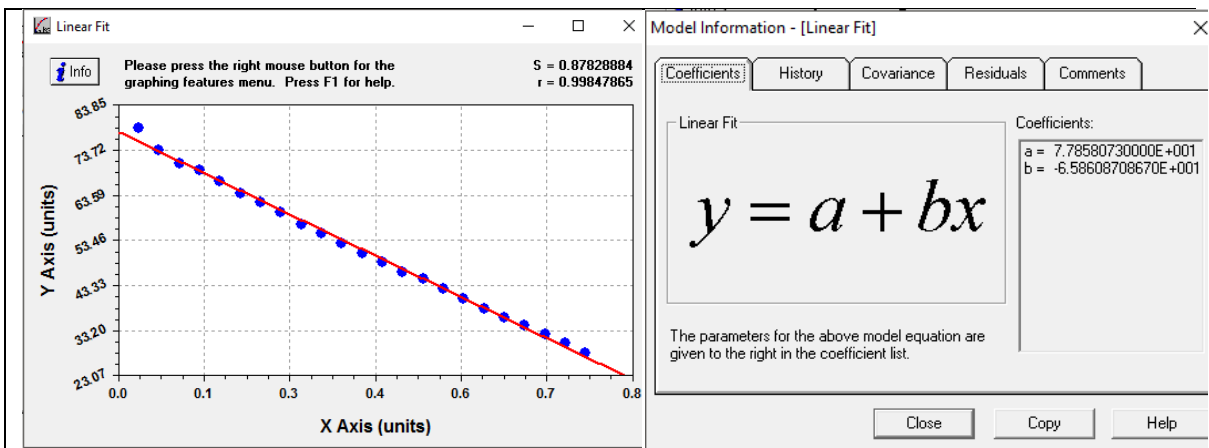 Linear Fit
Info
Please press the right mouse button for the
graphing features menu. Press F1 for help.
S = 0.87828884
r = 0.99847865
Y Axis (units)
83.85
73.72
63.59
53.46
43.33
33.20
23.07
0.0 0.1 0.3 0.4 0.6 0.7 0.8
X Axis (units)
Model Information - [Linear Fit]
Coefficients History Covariance Residuals Comments
Linear Fit
y = a + bx
Coefficients:
a = 7.78580730000E+001
b = -6.58608708670E+001
The parameters for the above model equation are
given to the right in the coefficient list.
Close Copy Help